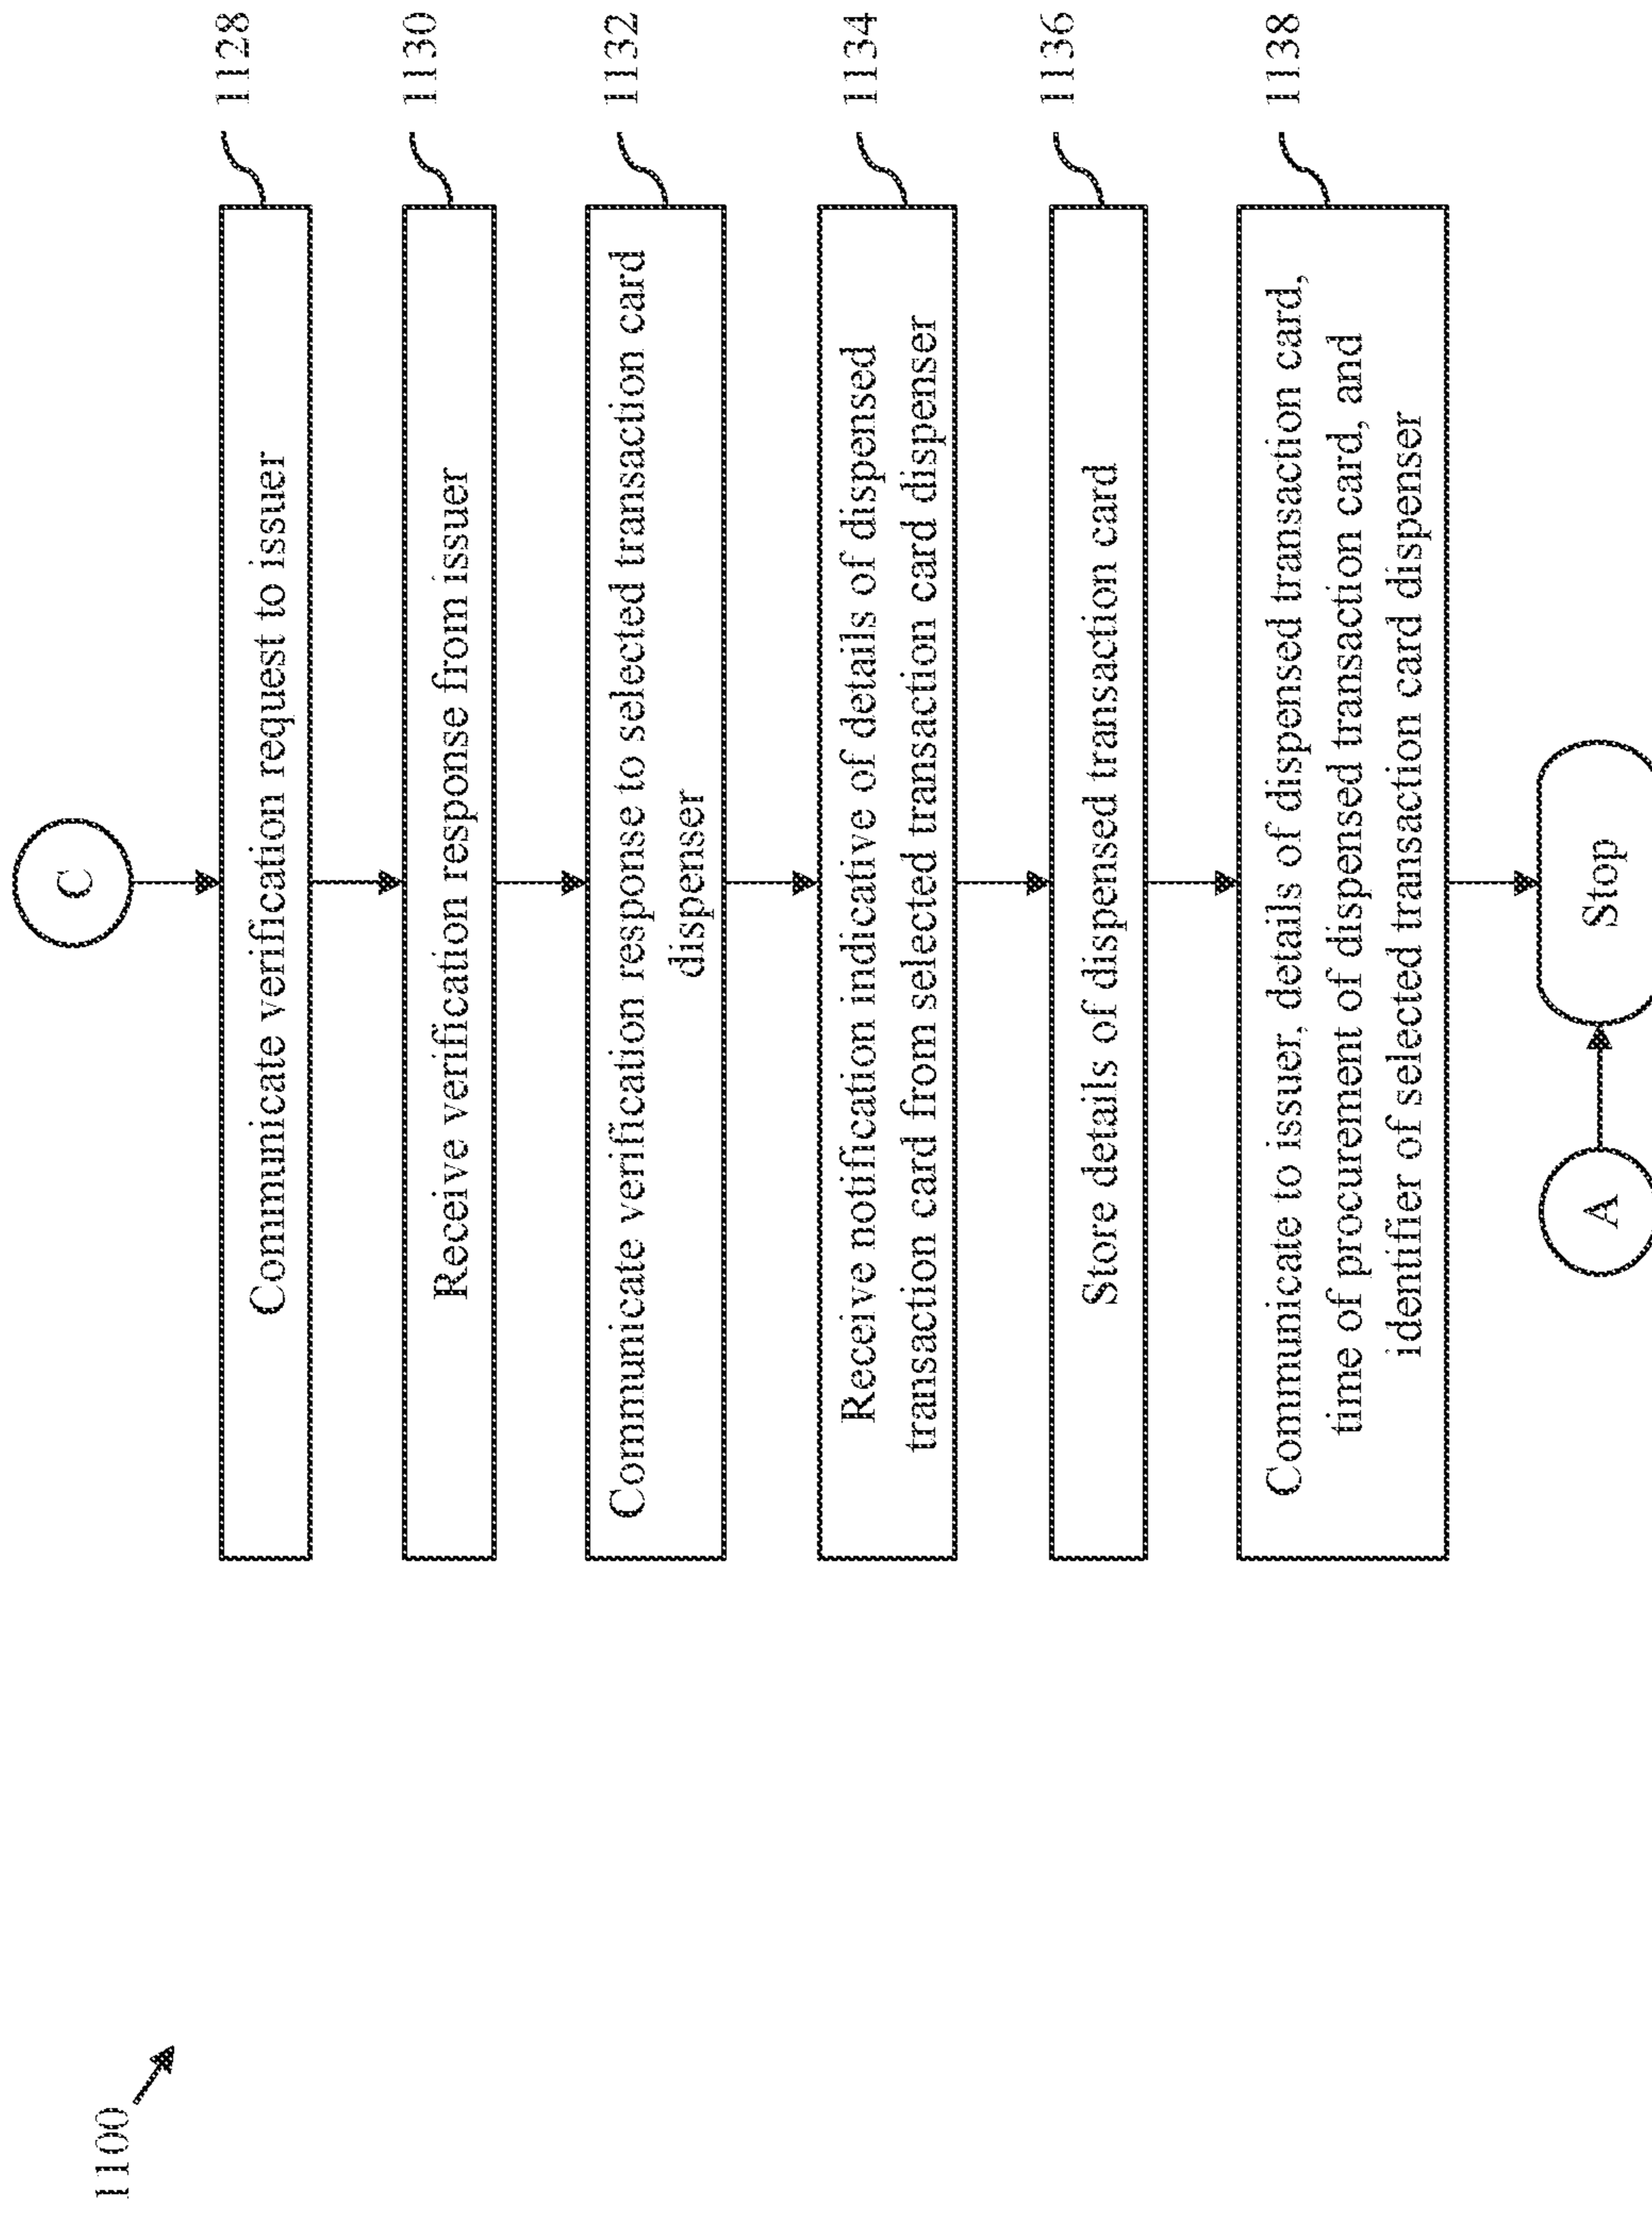 1100
C
Communicate verification request to issuer
1128
Receive verification response from issuer
1130
Communicate verification response to selected transaction card
dispenser
1132
Receive notification indicative of details of dispensed
transaction card from selected transaction card dispenser
1134
Store details of dispensed transaction card
1136
Communicate to issuer, details of dispensed transaction card,
time of procurement of dispensed transaction card, and
identifier of selected transaction card dispenser
1138
A
Stop